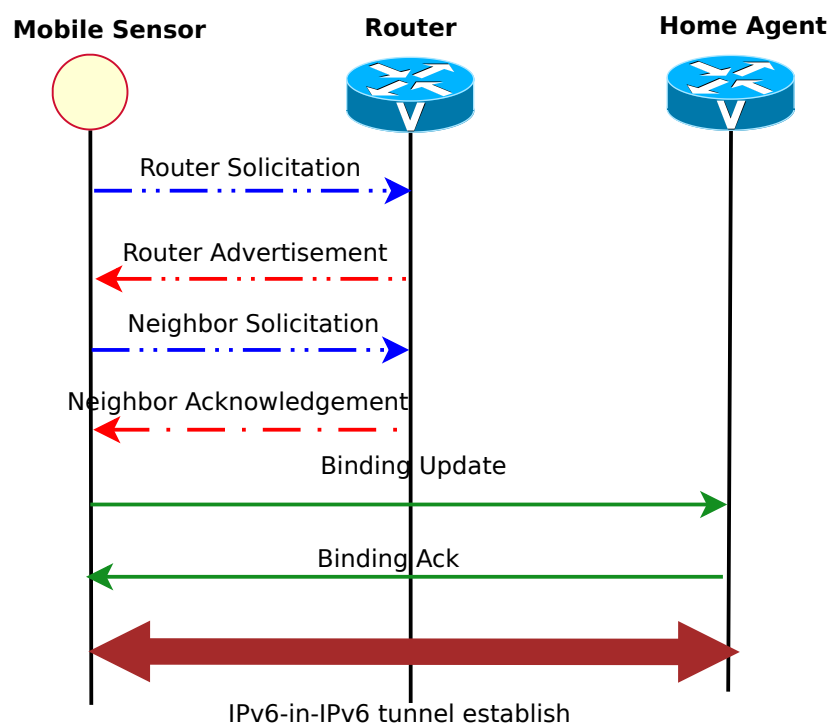 Mobile Sensor
Router
Home Agent
V
V
Router Solicitation
Router Advertisement
Neighbor Solicitation
Neighbor Acknowledgement
Binding Update
Binding Ack
IPv6-in-IPv6 tunnel establish